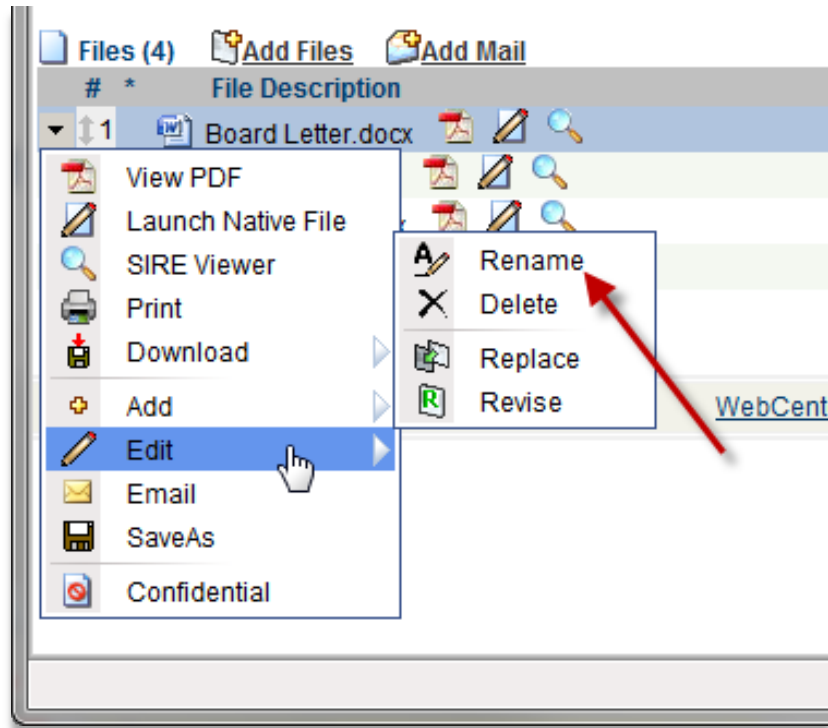 Files (4) Add Files Add Mail
# * File Description
1 Board Letter.docx
View PDF
Launch Native File
SIRE Viewer
Print
Download
Add
Edit
Email
SaveAs
Confidential
Rename
Delete
Replace
Revise
WebCent